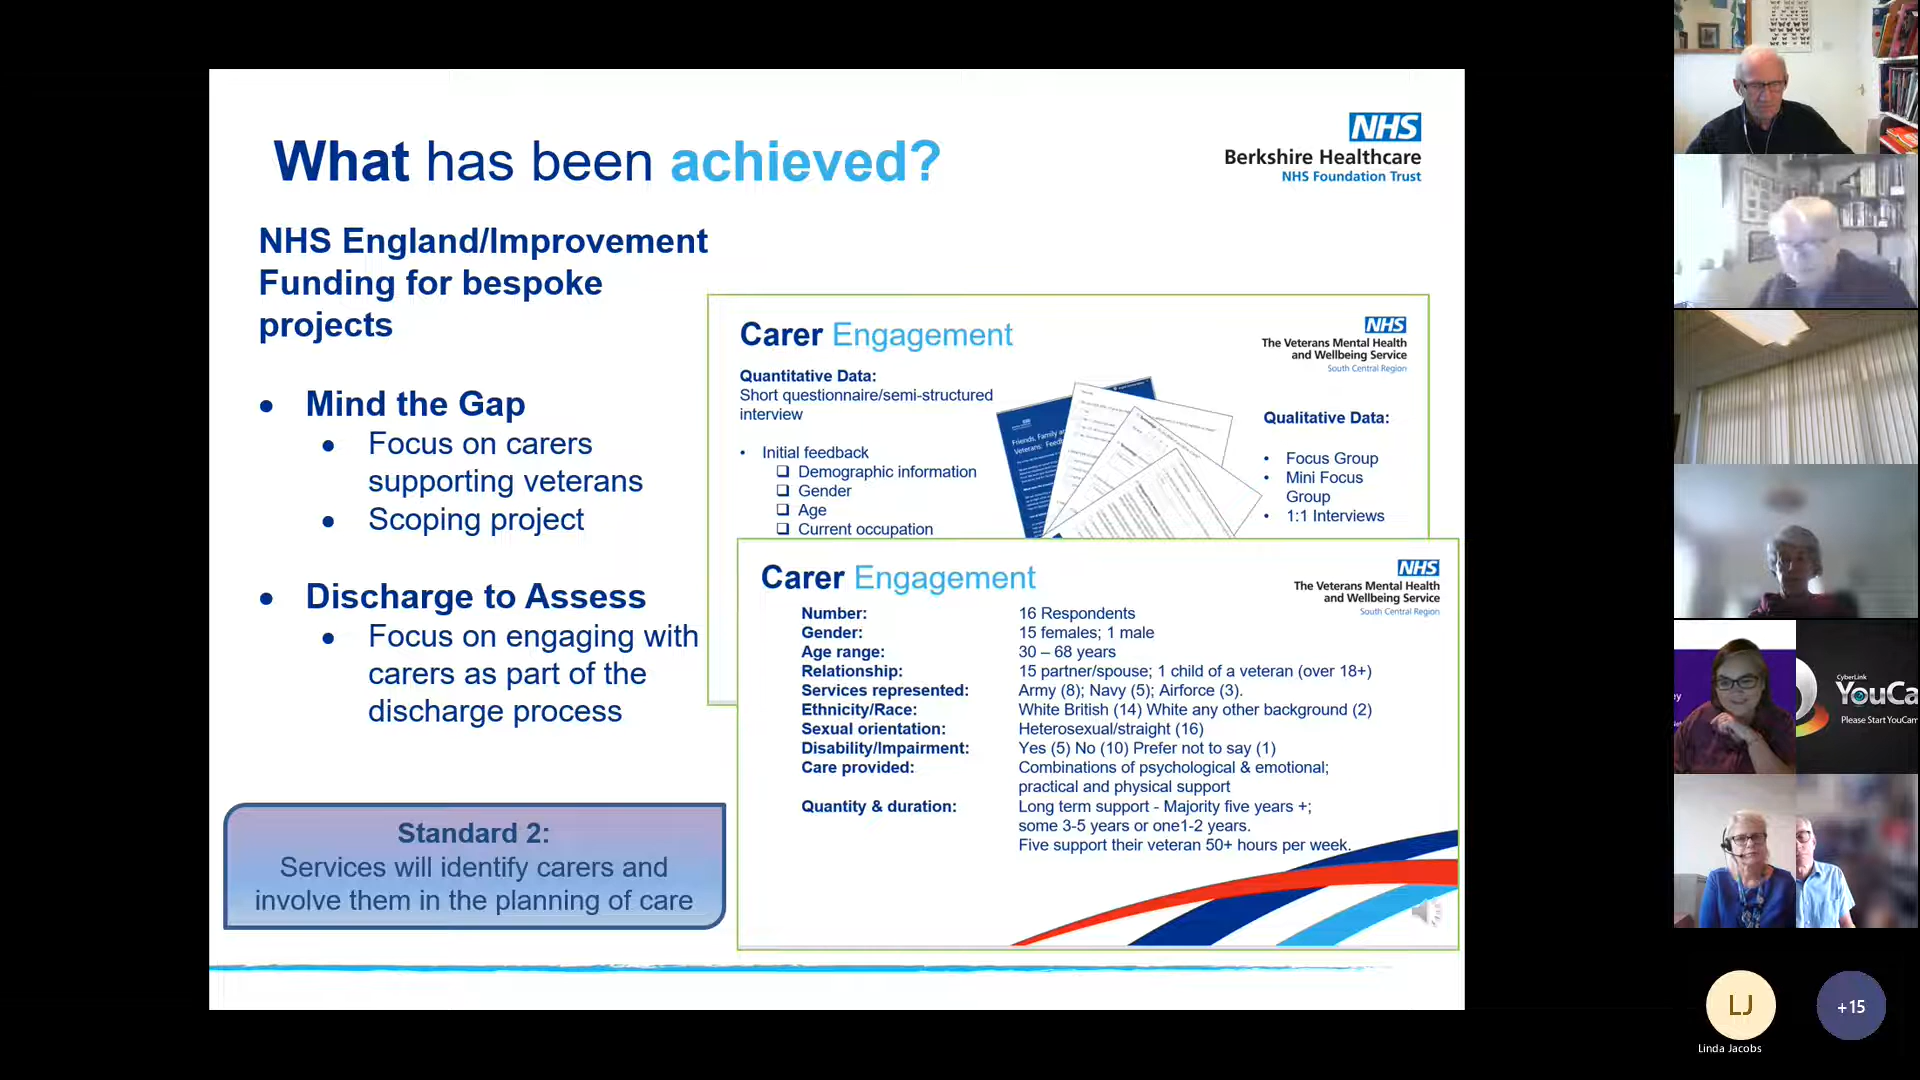 What has been achieved?
NHS
Berkshire Healthcare
NHS Foundation Trust
NHS England/Improvement
Funding for bespoke
projects
• Mind the Gap
• Focus on carers
supporting veterans
• Scoping project
• Discharge to Assess
• Focus on engaging with
carers as part of the
discharge process
Standard 2:
Services will identify carers and
involve them in the planning of care
Carer Engagement
NHS
The Veterans Mental Health
and Wellbeing Service
South Central Region
Quantitative Data:
Short questionnaire/semi-structured
interview
• Initial feedback
❑ Demographic information
❑ Gender
❑ Age
❑ Current occupation
Qualitative Data:
• Focus Group
• Mini Focus
Group
• 1:1 Interviews
Carer Engagement
NHS
The Veterans Mental Health
and Wellbeing Service
South Central Region
Number: 16 Respondents
Gender: 15 females; 1 male
Age range: 30 – 68 years
Relationship: 15 partner/spouse; 1 child of a veteran (over 18+)
Services represented: Army (8); Navy (5); Airforce (3).
Ethnicity/Race: White British (14) White any other background (2)
Sexual orientation: Heterosexual/straight (16)
Disability/Impairment: Yes (5) No (10) Prefer not to say (1)
Care provided: Combinations of psychological & emotional;
practical and physical support
Quantity & duration: Long term support - Majority five years +;
some 3-5 years or one1-2 years.
Five support their veteran 50+ hours per week.
CyberLink
YouCa
Please Start YouCam
LJ
+15
Linda Jacobs